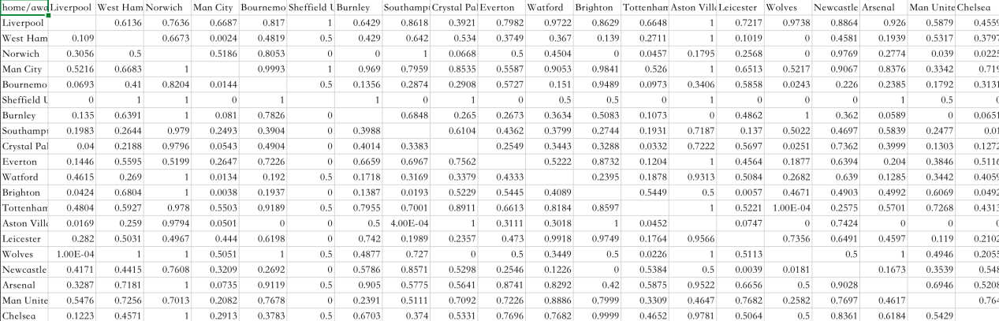 home/awa Liverpool West Ham Norwich Man City Bournemo Sheffield U Burnley Southampt Crystal Pal Everton Watford Brighton Tottenham Aston Villa Leicester Wolves Newcastle Arsenal Man Unite Chelsea
Liverpool 0.6136 0.7636 0.6687 0.817 1 0.6429 0.8618 0.3921 0.7982 0.9722 0.8629 0.6648 1 0.7217 0.9738 0.8864 0.926 0.5879 0.4559
West Ham 0.109 0.6673 0.0024 0.4819 0.5 0.429 0.642 0.534 0.3749 0.367 0.139 0.2711 1 0.1019 0 0.4581 0.1939 0.5317 0.3797
Norwich 0.3056 0.5 0.5186 0.8053 0 0 1 0.0668 0.5 0.4504 0 0.0457 0.1795 0.2568 0 0.9769 0.2774 0.039 0.0225
Man City 0.5216 0.6683 1 0.9993 1 0.969 0.7959 0.8535 0.5587 0.9053 0.9841 0.526 1 0.6513 0.5217 0.9067 0.8376 0.3342 0.719
Bournemo 0.0693 0.41 0.8204 0.0144 0.5 0.1356 0.2874 0.2908 0.5727 0.151 0.9489 0.0973 0.3406 0.5858 0.0243 0.226 0.2385 0.1792 0.3131
Sheffield U 0 1 1 0 1 1 0 1 0 0.5 0.5 0 1 0 0 0 1 0.5 0
Burnley 0.135 0.6391 1 0.081 0.7826 0 0.6848 0.265 0.2673 0.3634 0.5083 0.1073 0 0.4862 1 0.362 0.0589 0 0.0651
Southampt 0.1983 0.2644 0.979 0.2493 0.3904 0 0.3988 0.6104 0.4362 0.3799 0.2744 0.1931 0.7187 0.137 0.5022 0.4697 0.5839 0.2477 0.01
Crystal Pal 0.04 0.2188 0.9796 0.0543 0.4904 0 0.4014 0.3383 0.2549 0.3443 0.3288 0.0332 0.7222 0.5697 0.0251 0.7362 0.3999 0.1303 0.1272
Everton 0.1446 0.5595 0.5199 0.2647 0.7226 0 0.6659 0.6967 0.7562 0.5222 0.8732 0.1204 1 0.4564 0.1877 0.6394 0.204 0.3846 0.5116
Watford 0.4615 0.269 1 0.0134 0.192 0.5 0.1718 0.3169 0.3379 0.4333 0.2395 0.1878 0.9313 0.5084 0.2682 0.639 0.1285 0.3442 0.4059
Brighton 0.0424 0.6804 1 0.0038 0.1937 0 0.1387 0.0193 0.5229 0.5445 0.4089 0.5449 0.5 0.0057 0.4671 0.4903 0.4992 0.6069 0.0492
Tottenham 0.4804 0.5927 0.978 0.5503 0.9189 0.5 0.7955 0.7001 0.8911 0.6613 0.8184 0.8597 1 0.5221 1.00E-04 0.2575 0.5701 0.7268 0.4313
Aston Villa 0.0169 0.259 0.9794 0.0501 0 0 0.5 4.00E-04 1 0.3111 0.3018 1 0.0452 0.0747 0 0.7424 0 0 0
Leicester 0.282 0.5031 0.4967 0.444 0.6198 0 0.742 0.1989 0.2357 0.473 0.9918 0.9749 0.1764 0.9566 0.7356 0.6491 0.4597 0.119 0.2102
Wolves 1.00E-04 1 1 0.5051 1 0.5 0.4877 0.727 0 0.5 0.3449 0.5 0.0226 1 0.5113 0.5 1 0.4946 0.2055
Newcastle 0.4171 0.4415 0.7608 0.3209 0.2692 0 0.5786 0.8571 0.5298 0.2546 0.1226 0 0.5384 0.5 0.0039 0.0181 0.1673 0.3539 0.548
Arsenal 0.3287 0.7181 1 0.0735 0.9119 0.5 0.905 0.5775 0.5641 0.8741 0.8292 0.42 0.5875 0.9522 0.6656 0.5 0.9028 0.6946 0.5208
Man Unite 0.5476 0.7256 0.7013 0.2082 0.7678 0 0.2391 0.5111 0.7092 0.7226 0.8886 0.7999 0.3309 0.4647 0.7682 0.2582 0.7697 0.4617 0.764
Chelsea 0.1223 0.4571 1 0.2913 0.3783 0.5 0.6703 0.374 0.5331 0.7696 0.7682 0.9999 0.4652 0.9781 0.5064 0.5 0.8361 0.6184 0.5429